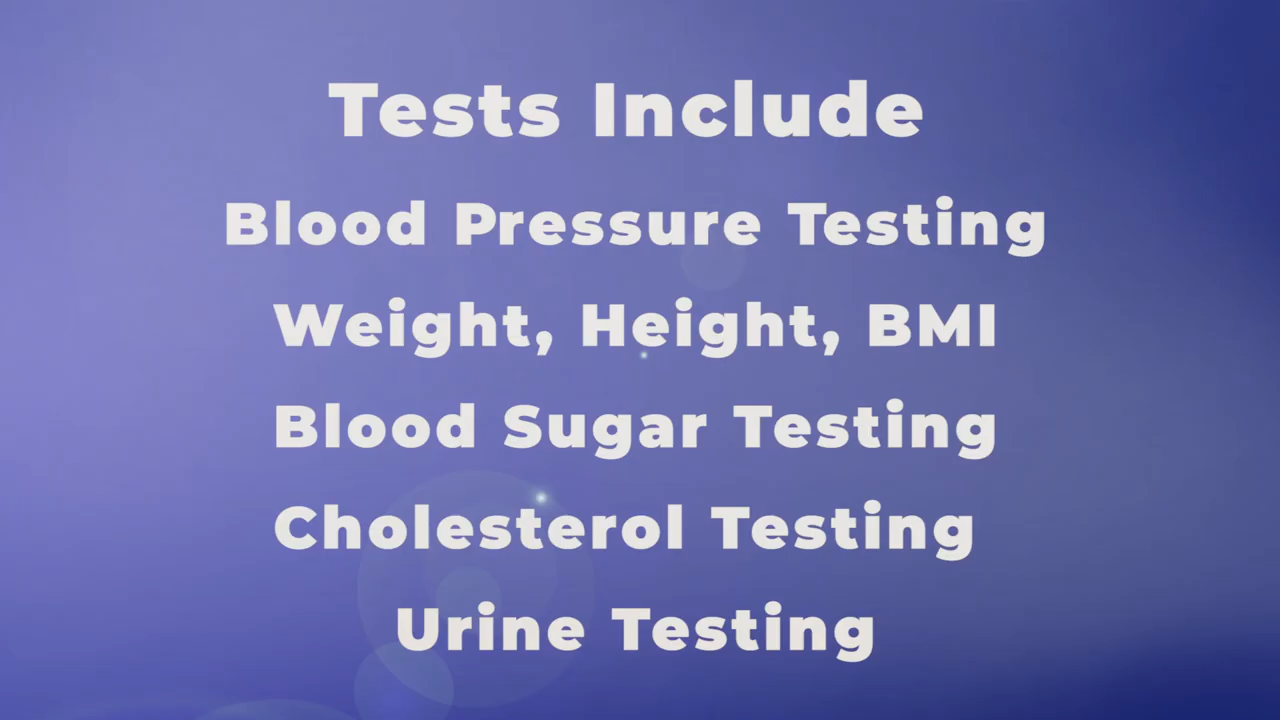 Tests Include
Blood Pressure Testing
Weight, Height, BMI
Blood Sugar Testing
Cholesterol Testing
Urine Testing